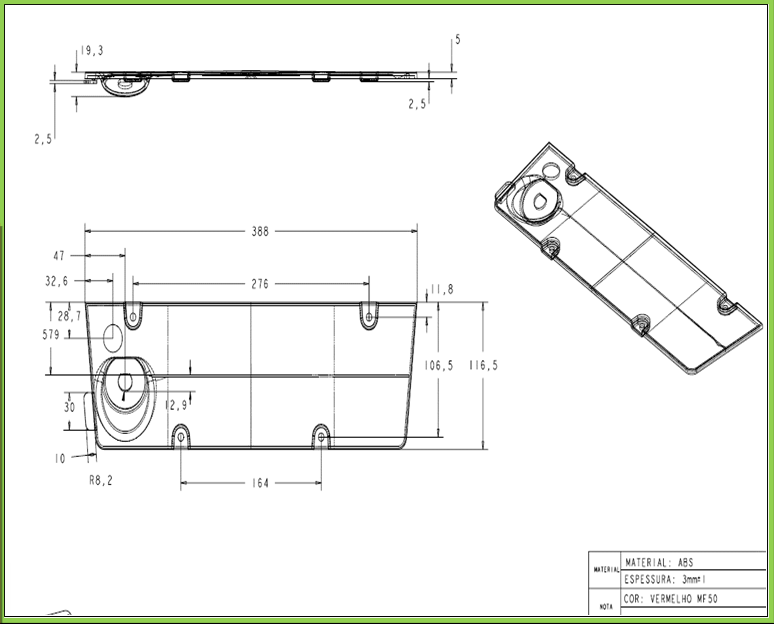 19,3
5
2,5
2,5
388
47
32,6
276
11,8
28,7
579
106,5
116,5
30
12,9
10
R8,2
164
MATERIAL
MATERIAL: ABS
ESPESSURA: 3mm±1
NOTA
COR: VERMELHO MF50